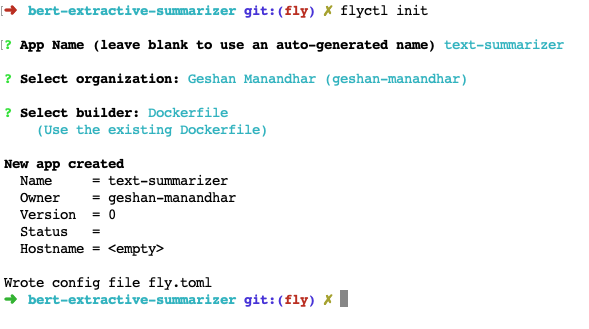 ➜ bert-extractive-summarizer git:(fly) ✗ flyctl init
? App Name (leave blank to use an auto-generated name) text-summarizer
? Select organization: Geshan Manandhar (geshan-manandhar)
? Select builder: Dockerfile
(Use the existing Dockerfile)
New app created
Name = text-summarizer
Owner = geshan-manandhar
Version = 0
Status =
Hostname = <empty>
Wrote config file fly.toml
➜ bert-extractive-summarizer git:(fly) ✗